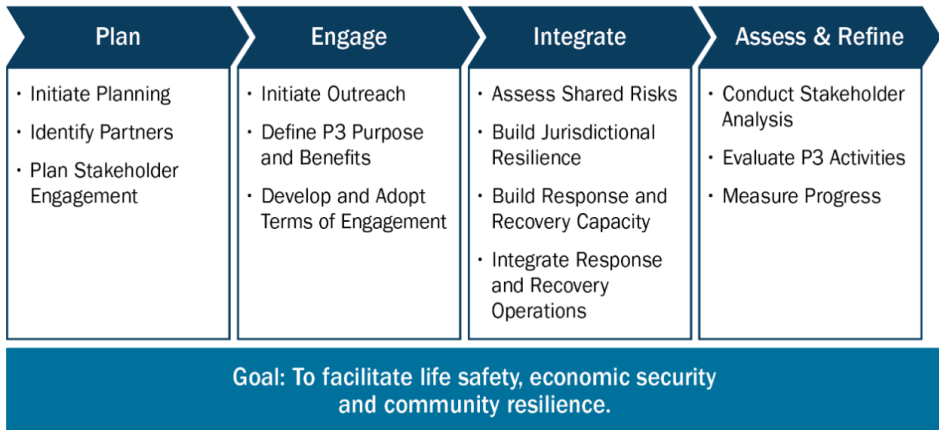 Plan
· Initiate Planning
· Identify Partners
· Plan Stakeholder
Engagement
Engage
· Initiate Outreach
· Define P3 Purpose
and Benefits
· Develop and Adopt
Terms of Engagement
Integrate
· Assess Shared Risks
· Build Jurisdictional
Resilience
· Build Response and
Recovery Capacity
· Integrate Response
and Recovery
Operations
Assess & Refine
· Conduct Stakeholder
Analysis
· Evaluate P3 Activities
· Measure Progress
Goal: To facilitate life safety, economic security
and community resilience.